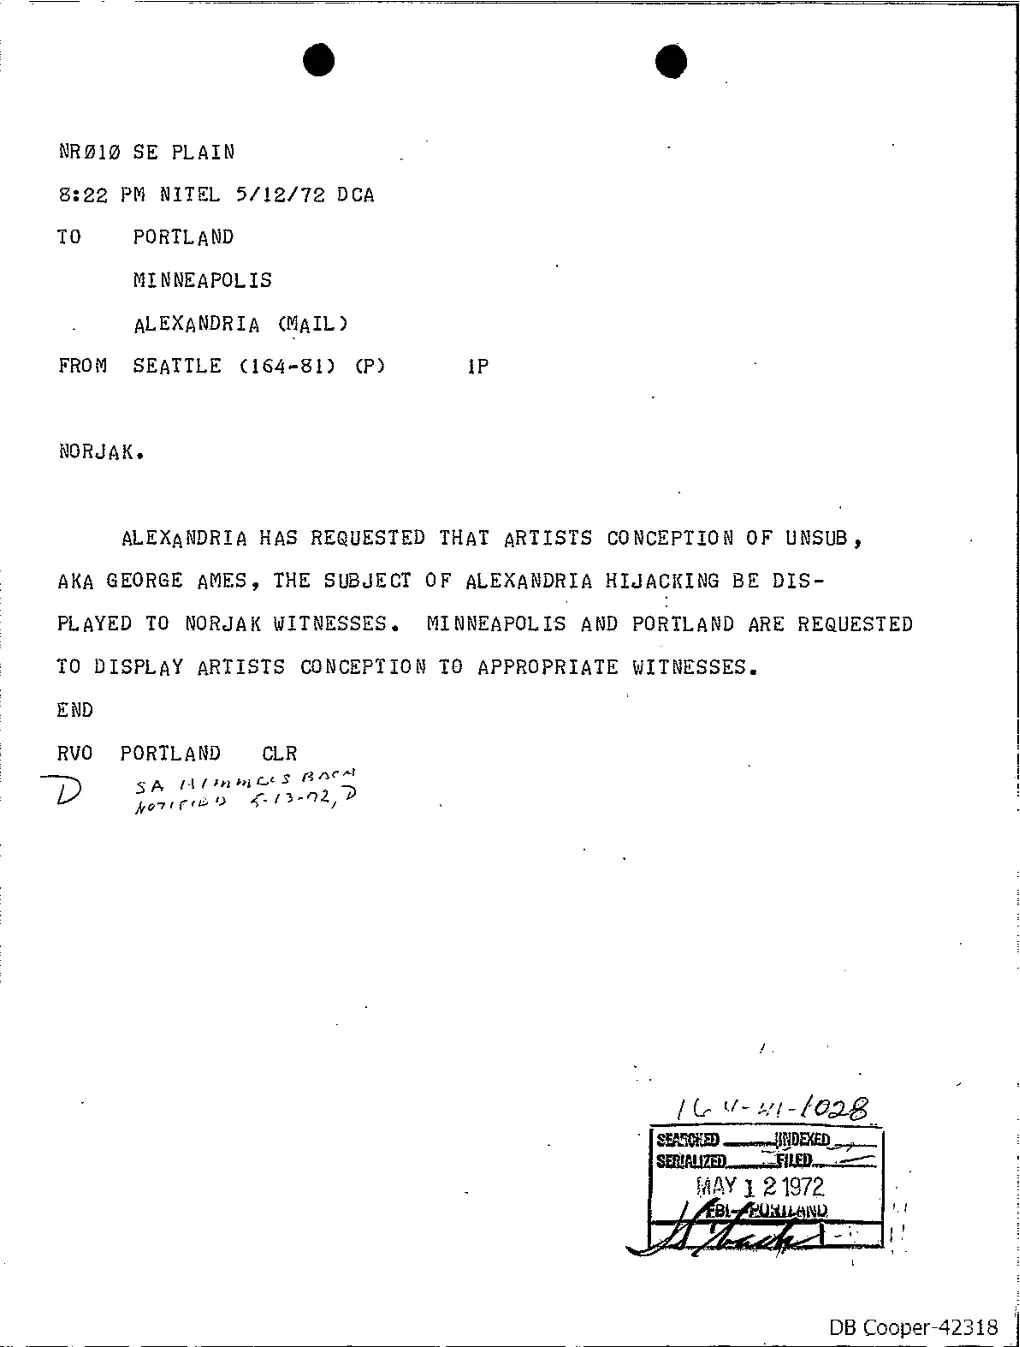 NR010 SE PLAIN
8:22 PM NITEL 5/12/72 DCA
TO PORTLAND
MINNEAPOLIS
ALEXANDRIA (MAIL)
FROM SEATTLE (164-81) (P) 1P
NORJAK.
ALEXANDRIA HAS REQUESTED THAT ARTISTS CONCEPTION OF UNSUB,
AKA GEORGE AMES, THE SUBJECT OF ALEXANDRIA HIJACKING BE DIS-
PLAYED TO NORJAK WITNESSES. MINNEAPOLIS AND PORTLAND ARE REQUESTED
TO DISPLAY ARTISTS CONCEPTION TO APPROPRIATE WITNESSES.
END
RVO PORTLAND CLR
D SA HIMMELSBACH
NOTIFIED 5-13-72, D
-1028
SEARCHED INDEXED
SERIALIZED FILED
MAY 12 1972
FBI-PORTLAND
DB Cooper-42318